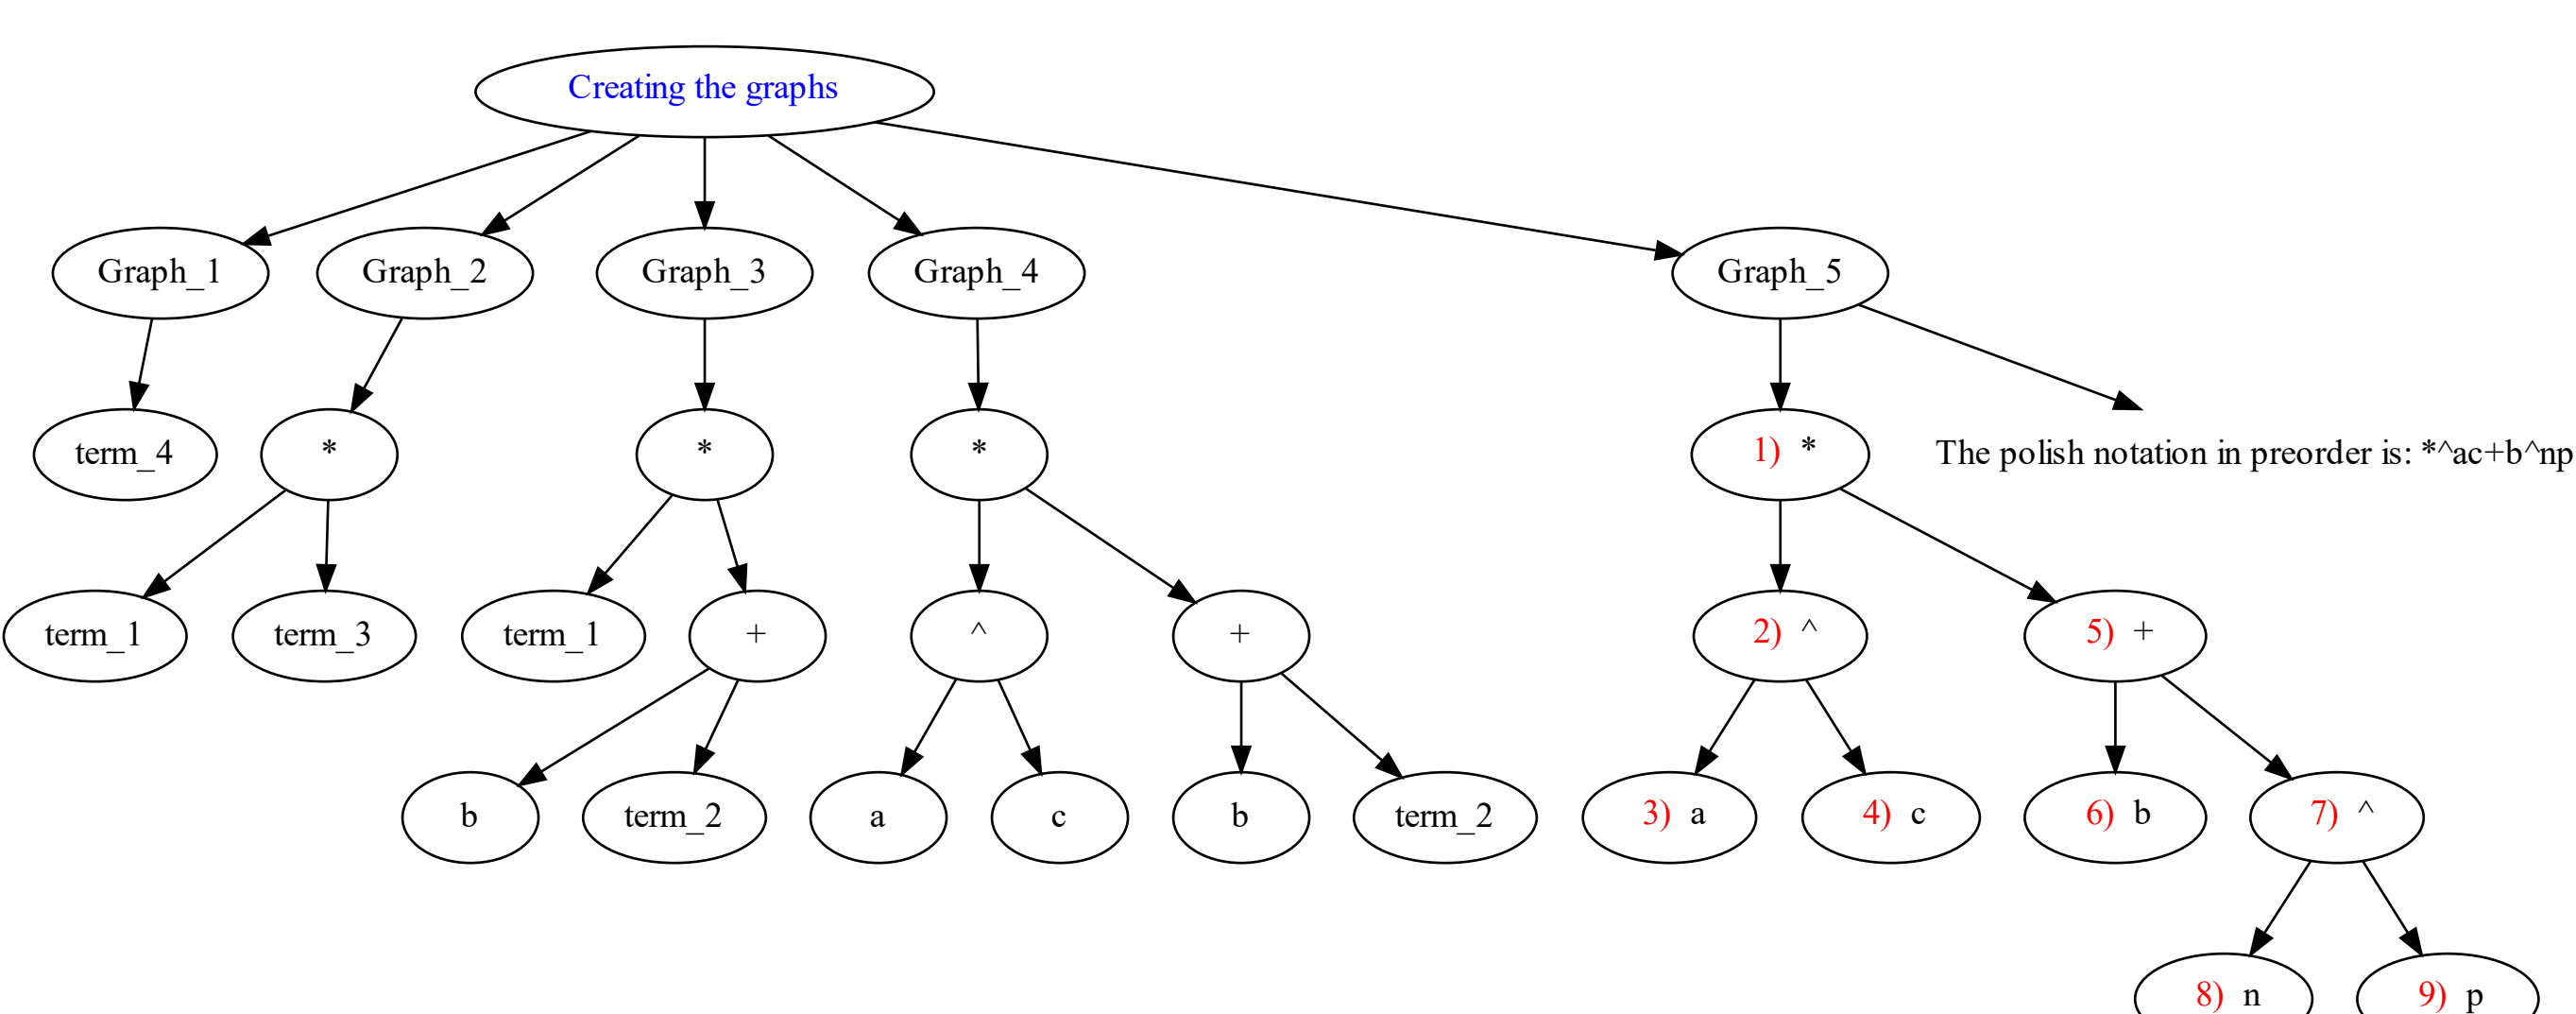 Creating the graphs
Graph_1
Graph_2
Graph_3
Graph_4
Graph_5
term_4
*
*
*
1) *
The polish notation in preorder is: *^ac+b^np
term_1
term_3
term_1
+
^
+
2) ^
5) +
b
term_2
a
c
b
term_2
3) a
4) c
6) b
7) ^
8) n
9) p